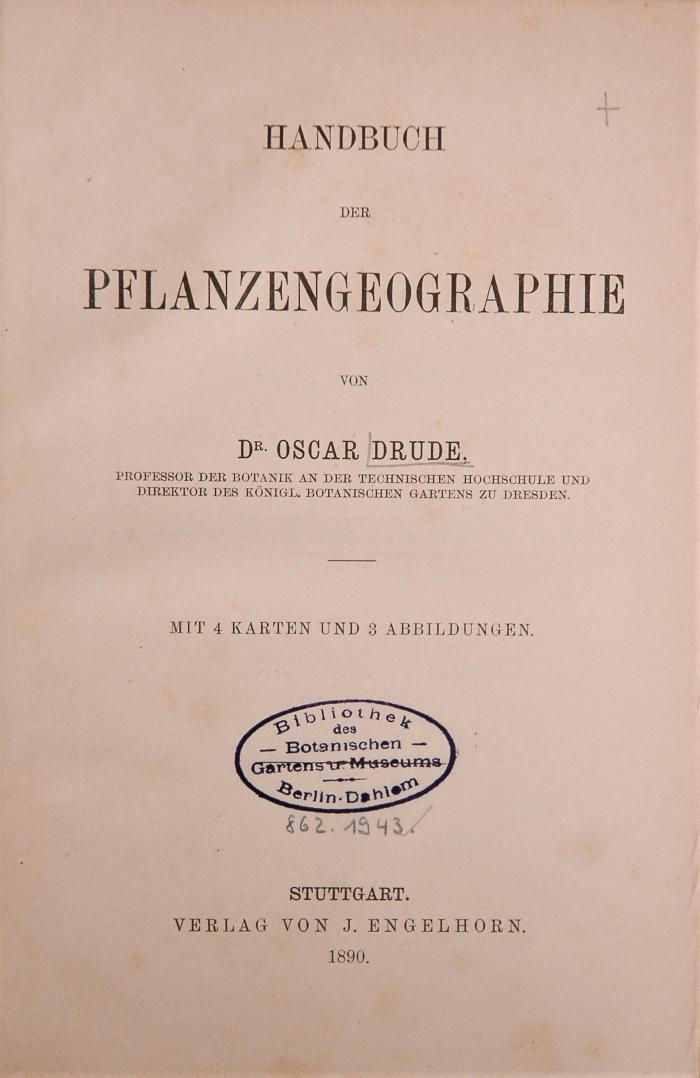 HANDBUCH
DER
PFLANZENGEOGRAPHIE
VON
DR. OSCAR DRUDE,
PROFESSOR DER BOTANIK AN DER TECHNISCHEN HOCHSCHULE UND
DIREKTOR DES KÖNIGL. BOTANISCHEN GARTENS ZU DRESDEN.
MIT 4 KARTEN UND 3 ABBILDUNGEN.
Bibliothek
des
— Botanischen —
Gartens u. Museums
Berlin-Dahlem
862. 1943.
STUTTGART.
VERLAG VON J. ENGELHORN.
1890.